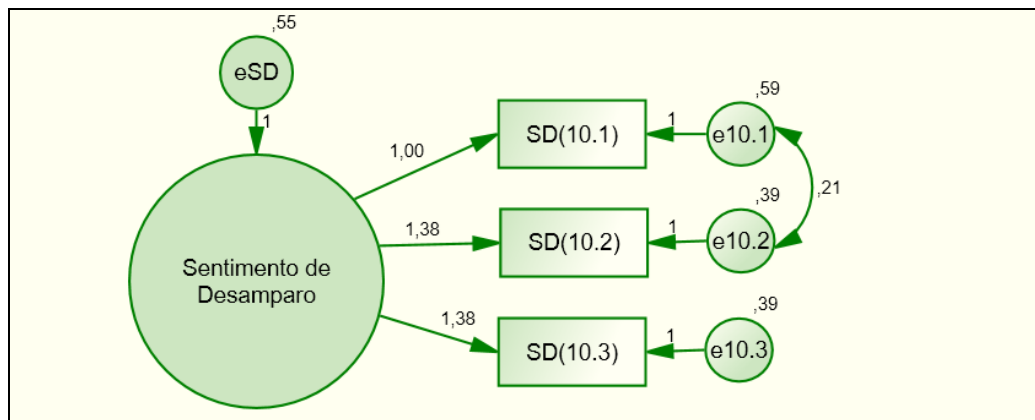 ,55
eSD
1
Sentimento de
Desamparo
1,00
SD(10.1)
1
e10.1
,59
,21
1,38
SD(10.2)
1
e10.2
,39
1,38
SD(10.3)
1
e10.3
,39